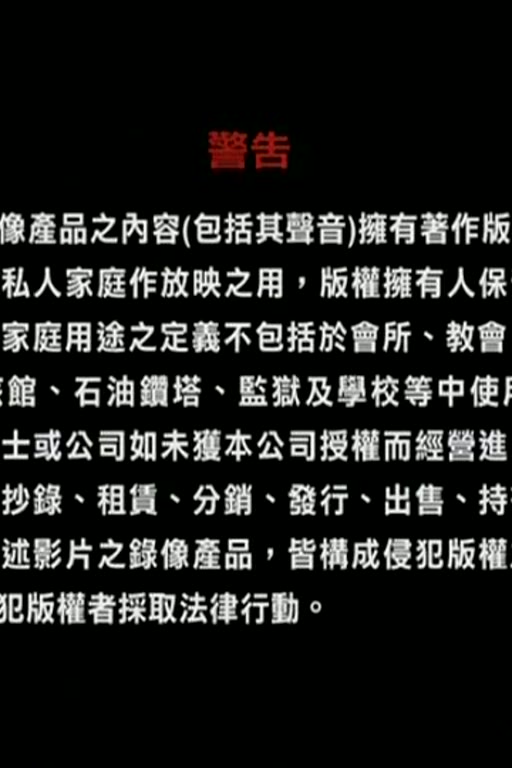 警告
像產品之內容(包括其聲音)擁有著作版
私人家庭作放映之用，版權擁有人保
家庭用途之定義不包括於會所、教會
館、石油鑽塔、監獄及學校等中使用
士或公司如未獲本公司授權而經營進
抄錄、租賃、分銷、發行、出售、持
述影片之錄像產品，皆構成侵犯版權
犯版權者採取法律行動。